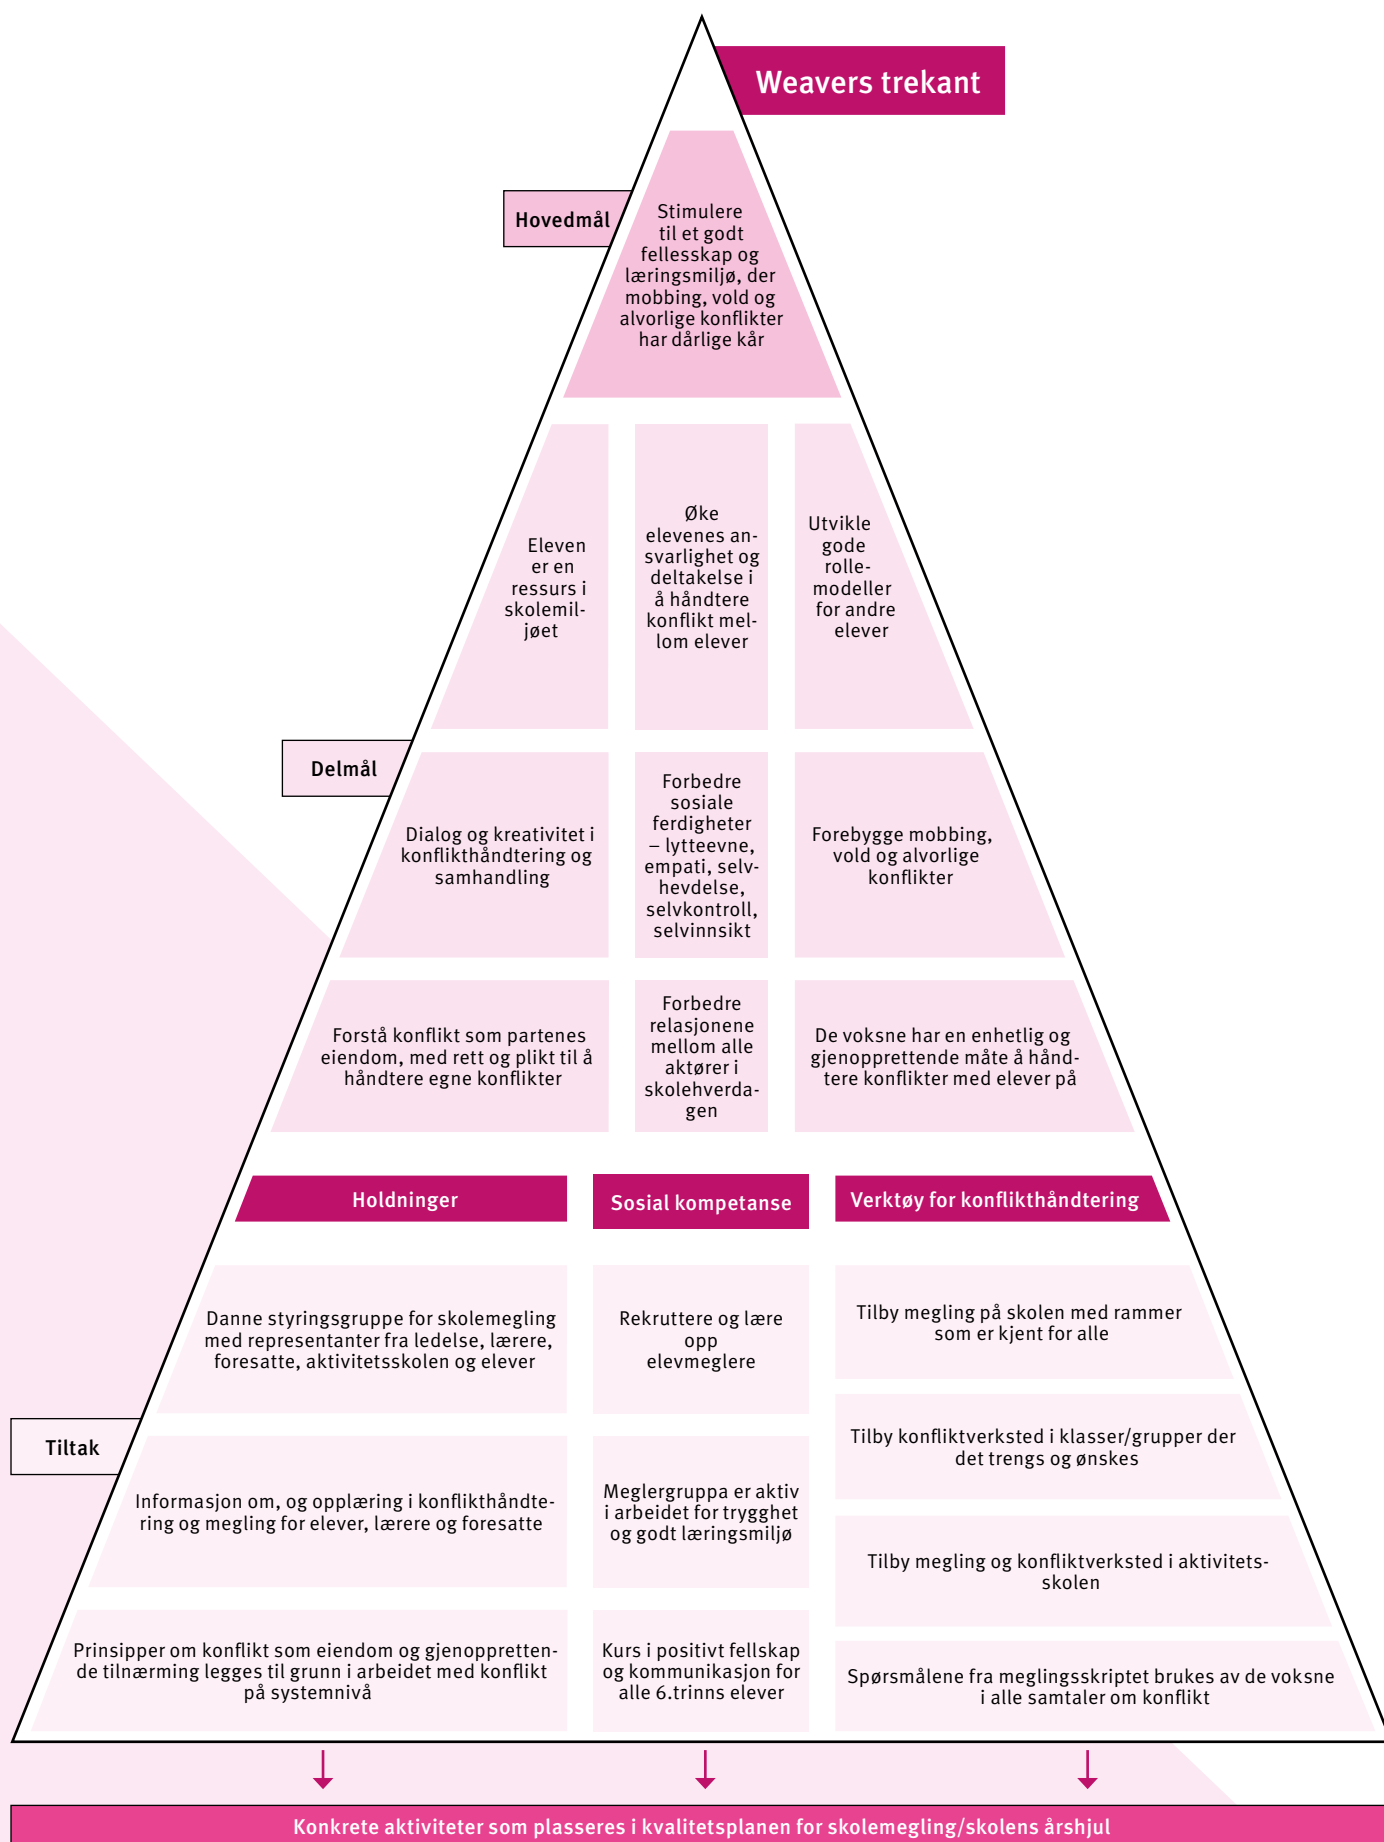 Weavers trekant
Hovedmål
Stimulere
til et godt
fellesskap og
læringsmiljø, der
mobbing, vold og
alvorlige konflikter
har dårlige kår
Eleven
er en
ressurs i
skolemil-
jøet
Øke
elevenes an-
svarlighet og
deltakelse i
å håndtere
konflikt mel-
lom elever
Utvikle
gode
rolle-
modeller
for andre
elever
Delmål
Dialog og kreativitet i
konflikthåndtering og
samhandling
Forbedre
sosiale
ferdigheter
– lytteevne,
empati, selv-
hevdelse,
selvkontroll,
selvinnsikt
Forebygge mobbing,
vold og alvorlige
konflikter
Forstå konflikt som partenes
eiendom, med rett og plikt til å
håndtere egne konflikter
Forbedre
relasjonene
mellom alle
aktører i
skolehverda-
gen
De voksne har en enhetlig og
gjenopprettende måte å hånd-
tere konflikter med elever på
Holdninger
Sosial kompetanse
Verktøy for konflikthåndtering
Danne styringsgruppe for skolemegling
med representanter fra ledelse, lærere,
foresatte, aktivitetsskolen og elever
Rekruttere og lære
opp
elevmeglere
Tilby megling på skolen med rammer
som er kjent for alle
Tiltak
Informasjon om, og opplæring i konflikthåndte-
ring og megling for elever, lærere og foresatte
Meglergruppa er aktiv
i arbeidet for trygghet
og godt læringsmiljø
Tilby konfliktverksted i klasser/grupper der
det trengs og ønskes
Tilby megling og konfliktverksted i aktivitets-
skolen
Prinsipper om konflikt som eiendom og gjenoppretten-
de tilnærming legges til grunn i arbeidet med konflikt
på systemnivå
Kurs i positivt fellskap
og kommunikasjon for
alle 6.trinns elever
Spørsmålene fra meglingsskriptet brukes av de voksne
i alle samtaler om konflikt
Konkrete aktiviteter som plasseres i kvalitetsplanen for skolemegling/skolens årshjul